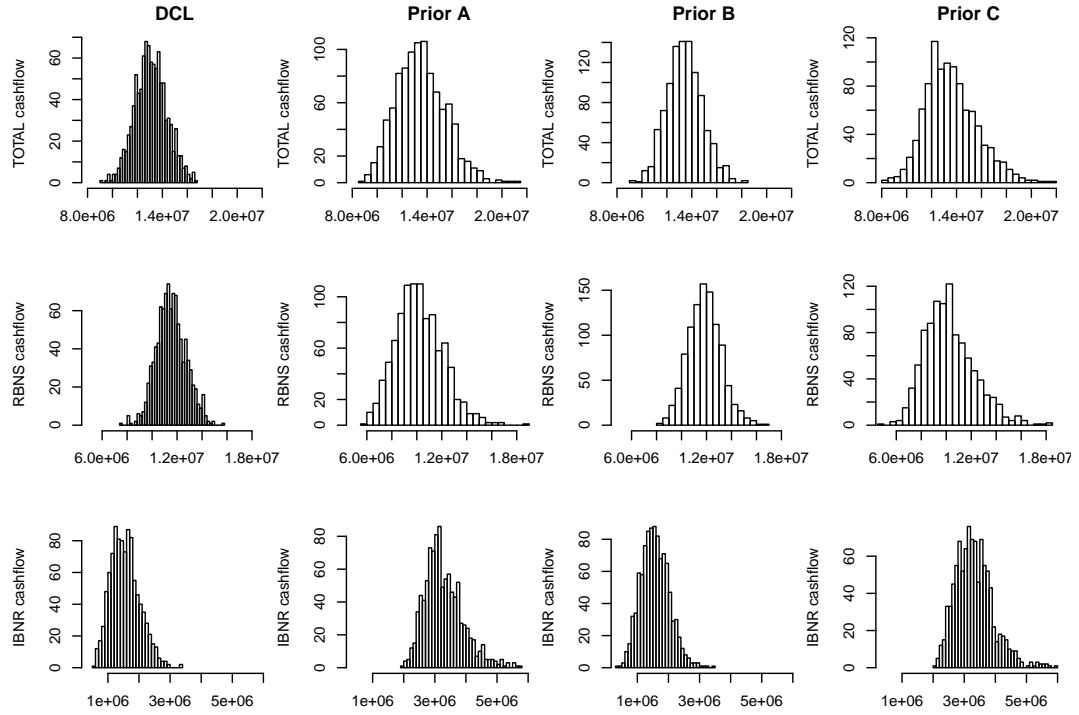 DCL
Prior A
Prior B
Prior C
TOTAL cashflow
0 20 40 60
8.0e+06 1.4e+07 2.0e+07
TOTAL cashflow
0 20 60 100
8.0e+06 1.4e+07 2.0e+07
TOTAL cashflow
0 40 80 140
8.0e+06 1.4e+07 2.0e+07
TOTAL cashflow
0 40 80 120
8.0e+06 1.4e+07 2.0e+07
RBNS cashflow
0 20 40 60
6.0e+06 1.2e+07 1.8e+07
RBNS cashflow
0 20 60 100
6.0e+06 1.2e+07 1.8e+07
RBNS cashflow
0 50 100 150
6.0e+06 1.2e+07 1.8e+07
RBNS cashflow
0 40 80 120
6.0e+06 1.2e+07 1.8e+07
IBNR cashflow
0 20 40 60 80
1e+06 3e+06 5e+06
IBNR cashflow
0 20 40 60 80
1e+06 3e+06 5e+06
IBNR cashflow
0 20 40 60 80
1e+06 3e+06 5e+06
IBNR cashflow
0 20 40 60
1e+06 3e+06 5e+06